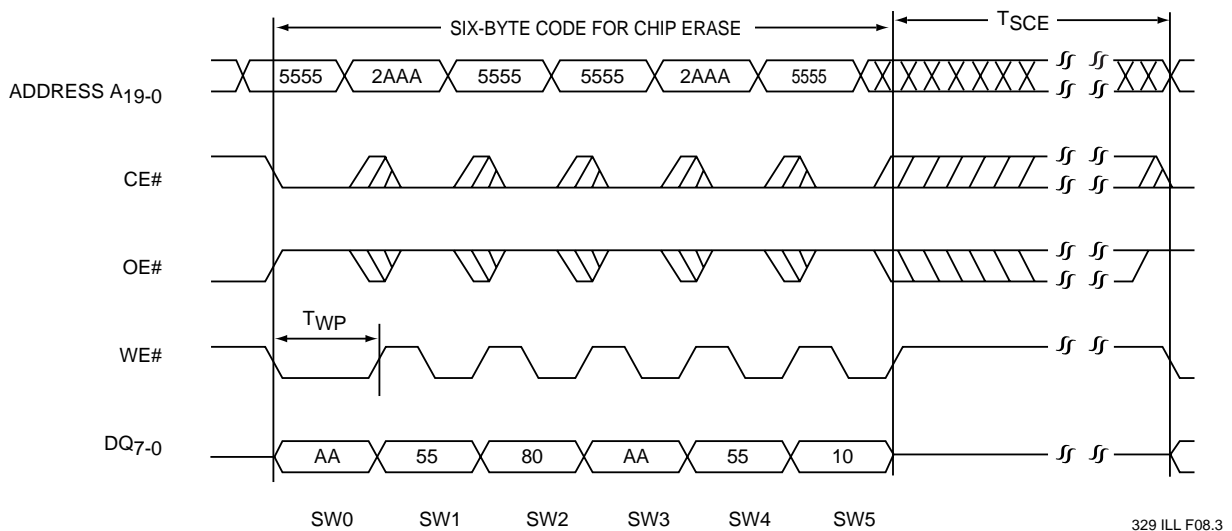 SIX-BYTE CODE FOR CHIP ERASE TSCE
ADDRESS A19-0 5555 2AAA 5555 5555 2AAA 5555
CE#
OE#
TWP
WE#
DQ7-0 AA 55 80 AA 55 10
SW0 SW1 SW2 SW3 SW4 SW5
329 ILL F08.3